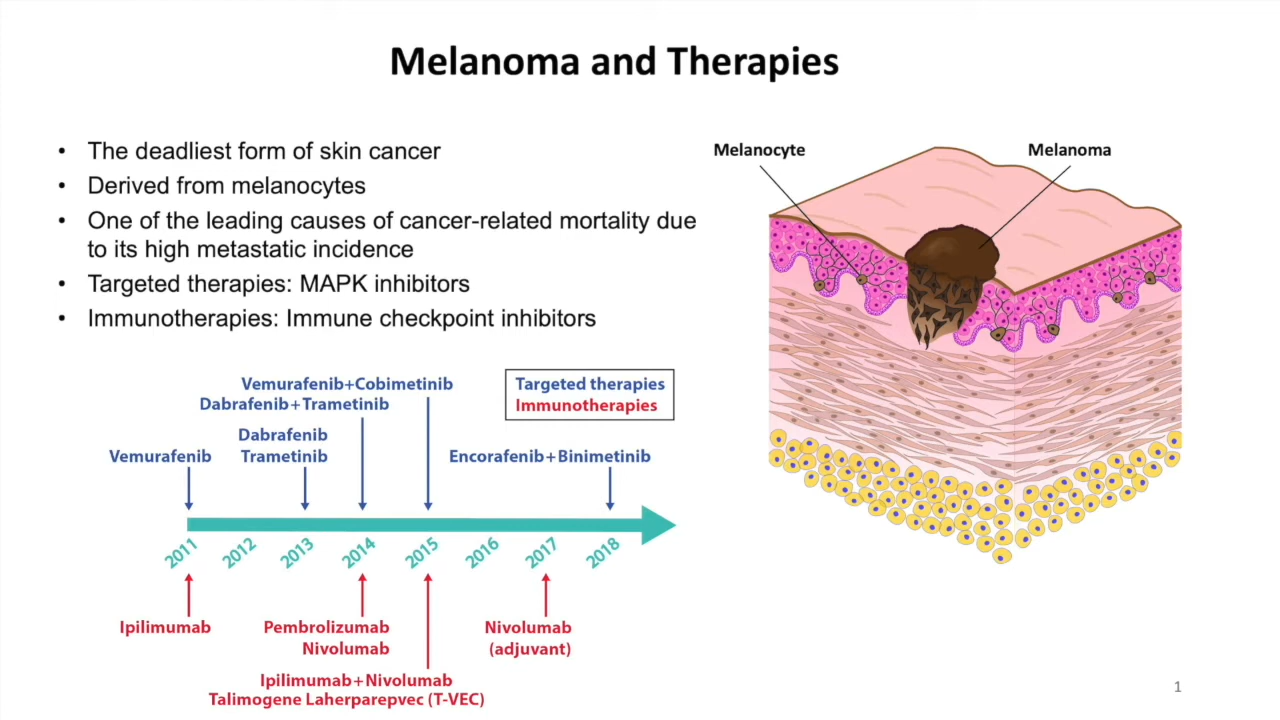 Melanoma and Therapies
• The deadliest form of skin cancer
• Derived from melanocytes
• One of the leading causes of cancer-related mortality due
to its high metastatic incidence
• Targeted therapies: MAPK inhibitors
• Immunotherapies: Immune checkpoint inhibitors
Melanocyte
Melanoma
Vemurafenib+Cobimetinib
Dabrafenib+Trametinib
Targeted therapies
Immunotherapies
Dabrafenib
Trametinib
Vemurafenib
Encorafenib+Binimetinib
2011
2012
2013
2014
2015
2016
2017
2018
Ipilimumab
Pembrolizumab
Nivolumab
Nivolumab
(adjuvant)
Ipilimumab+Nivolumab
Talimogene Laherparepvec (T-VEC)
1